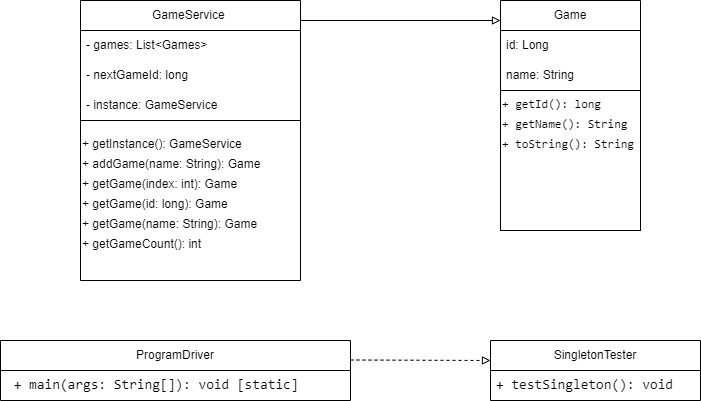 GameService
- games: List<Games>
- nextGameId: long
- instance: GameService
+ getInstance(): GameService
+ addGame(name: String): Game
+ getGame(index: int): Game
+ getGame(id: long): Game
+ getGame(name: String): Game
+ getGameCount(): int
Game
id: Long
name: String
+ getId(): long
+ getName(): String
+ toString(): String
ProgramDriver
+ main(args: String[]): void [static]
SingletonTester
+ testSingleton(): void